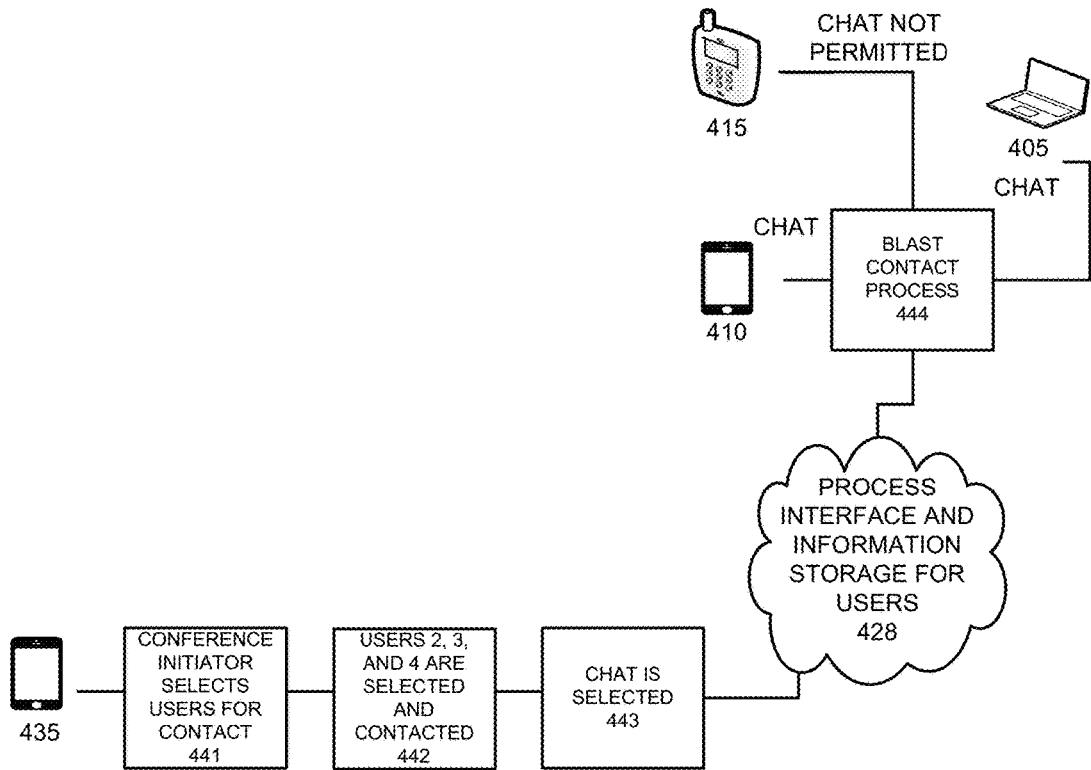 CHAT NOT
PERMITTED
415
405
CHAT
CHAT
BLAST
CONTACT
PROCESS
444
410
PROCESS
INTERFACE AND
INFORMATION
STORAGE FOR
USERS
428
435
CONFERENCE
INITIATOR
SELECTS
USERS FOR
CONTACT
441
USERS 2, 3,
AND 4 ARE
SELECTED
AND
CONTACTED
442
CHAT IS
SELECTED
443